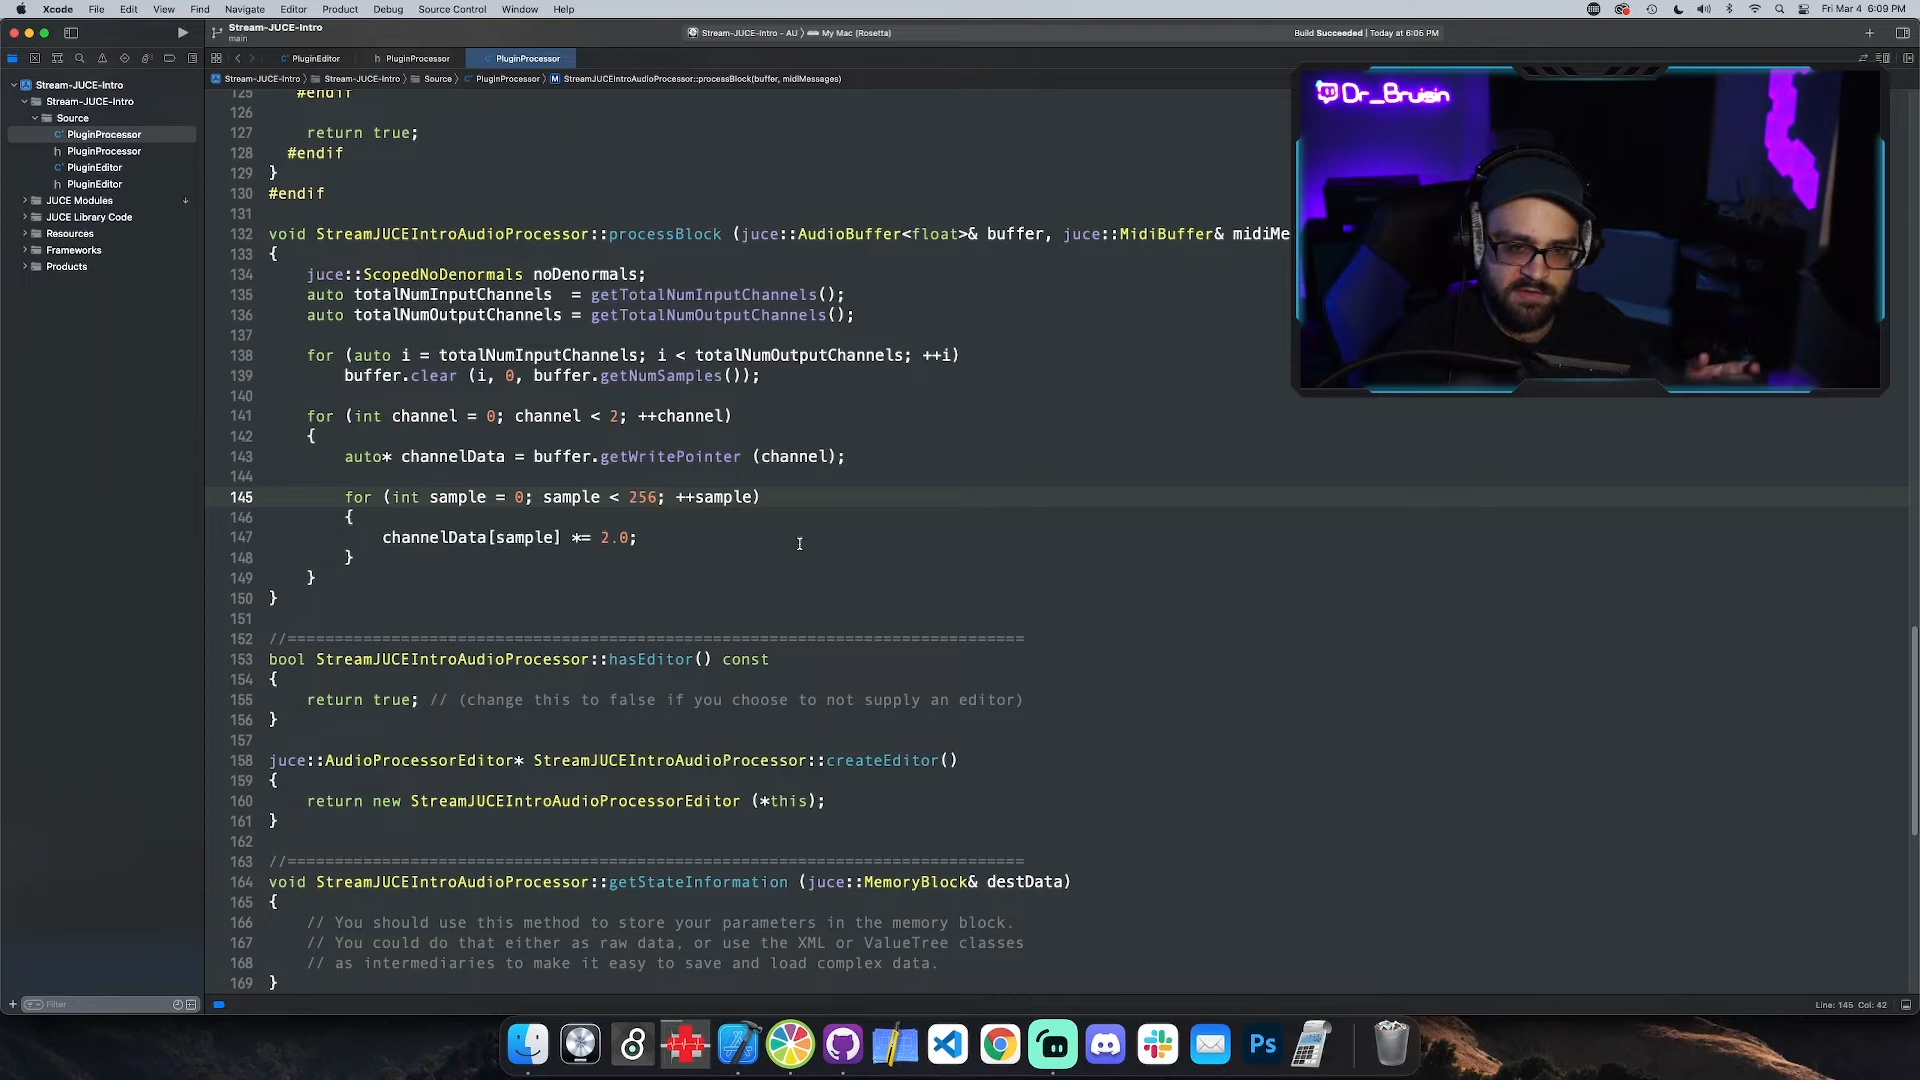 Xcode File Edit View Find Navigate Editor Product Debug Source Control Window Help
Fri Mar 4 6:09 PM
Stream-JUCE-Intro
main
Stream-JUCE-Intro - AU 〉 My Mac (Rosetta)
Build Succeeded | Today at 6:05 PM
PluginEditor
h PluginProcessor
PluginProcessor
Stream-JUCE-Intro 〉 Stream-JUCE-Intro 〉 Source 〉 PluginProcessor 〉 M StreamJUCEIntroAudioProcessor::processBlock(buffer, midiMessages)
Stream-JUCE-Intro
Stream-JUCE-Intro
Source
PluginProcessor
h PluginProcessor
PluginEditor
h PluginEditor
JUCE Modules
JUCE Library Code
Resources
Frameworks
Products
Dr_Bruisin
125 #endif
126
127 return true;
128 #endif
129 }
130 #endif
131
132 void StreamJUCEIntroAudioProcessor::processBlock (juce::AudioBuffer<float>& buffer, juce::MidiBuffer& midiMe
133 {
134 juce::ScopedNoDenormals noDenormals;
135 auto totalNumInputChannels  = getTotalNumInputChannels();
136 auto totalNumOutputChannels = getTotalNumOutputChannels();
137
138 for (auto i = totalNumInputChannels; i < totalNumOutputChannels; ++i)
139 buffer.clear (i, 0, buffer.getNumSamples());
140
141 for (int channel = 0; channel < 2; ++channel)
142 {
143 auto* channelData = buffer.getWritePointer (channel);
144
145 for (int sample = 0; sample < 256; ++sample)
146 {
147 channelData[sample] *= 2.0;
148 }
149 }
150 }
151
152 //==============================================================================
153 bool StreamJUCEIntroAudioProcessor::hasEditor() const
154 {
155 return true; // (change this to false if you choose to not supply an editor)
156 }
157
158 juce::AudioProcessorEditor* StreamJUCEIntroAudioProcessor::createEditor()
159 {
160 return new StreamJUCEIntroAudioProcessorEditor (*this);
161 }
162
163 //==============================================================================
164 void StreamJUCEIntroAudioProcessor::getStateInformation (juce::MemoryBlock& destData)
165 {
166 // You should use this method to store your parameters in the memory block.
167 // You could do that either as raw data, or use the XML or ValueTree classes
168 // as intermediaries to make it easy to save and load complex data.
169 }
Filter
Line: 145 Col: 42
Ps